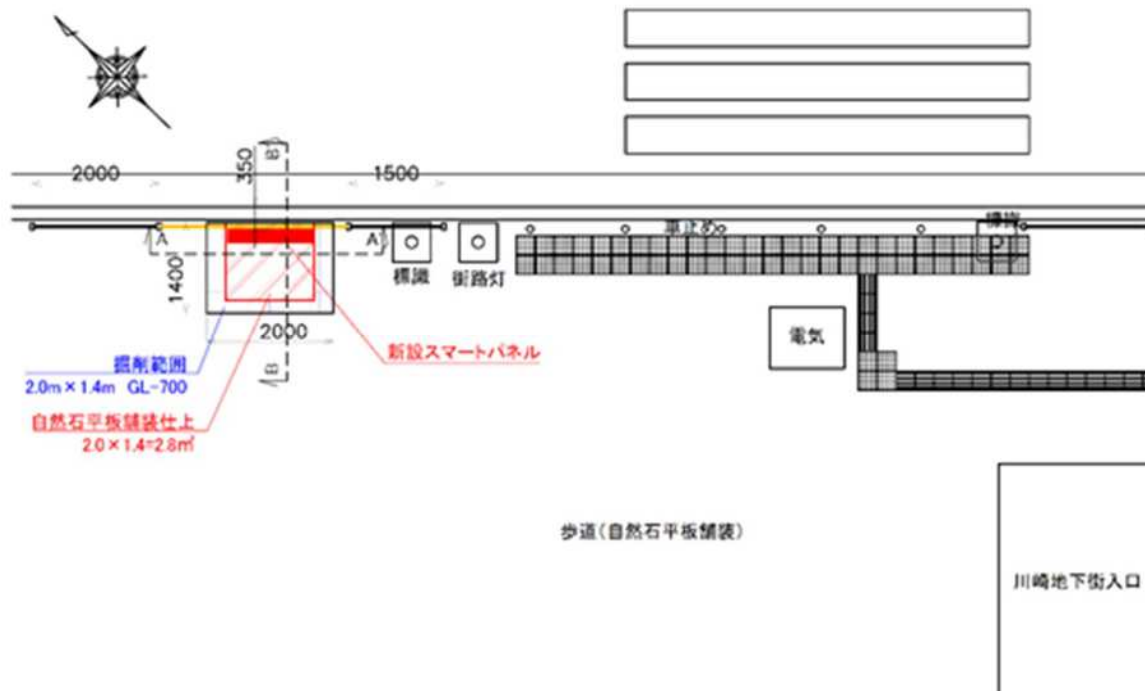 2000
350
B
1500
A
A'
1400
標識
街路灯
車止め
電気
2000
B
新設スマートパネル
掘削範囲
2.0m×1.4m GL-700
自然石平板舗装仕上
2.0×1.4=2.8㎡
歩道(自然石平板舗装)
川崎地下街入口